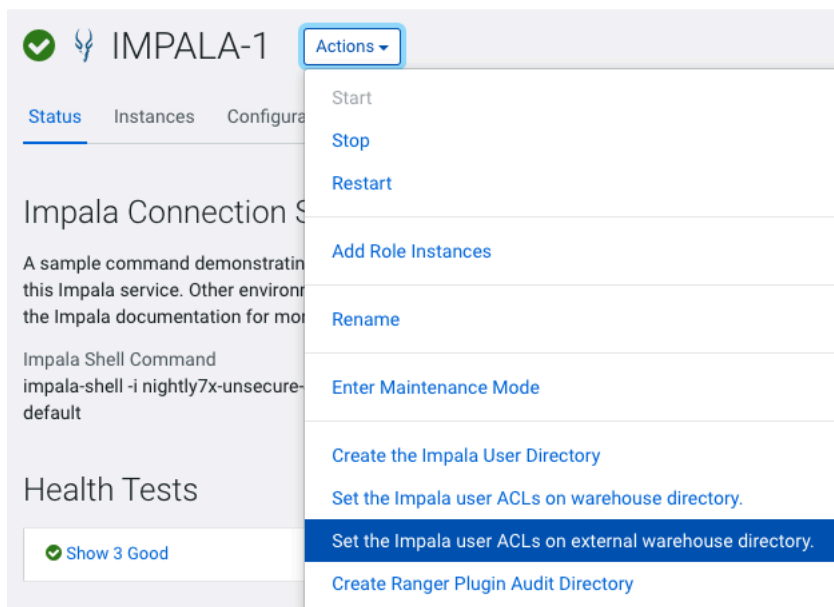 IMPALA-1
Actions
Status Instances Configura
Start
Stop
Restart
Add Role Instances
Rename
Enter Maintenance Mode
Create the Impala User Directory
Set the Impala user ACLs on warehouse directory.
Set the Impala user ACLs on external warehouse directory.
Create Ranger Plugin Audit Directory
Impala Connection S
A sample command demonstratin
this Impala service. Other environ
the Impala documentation for mor
Impala Shell Command
impala-shell -i nightly7x-unsecure-
default
Health Tests
Show 3 Good